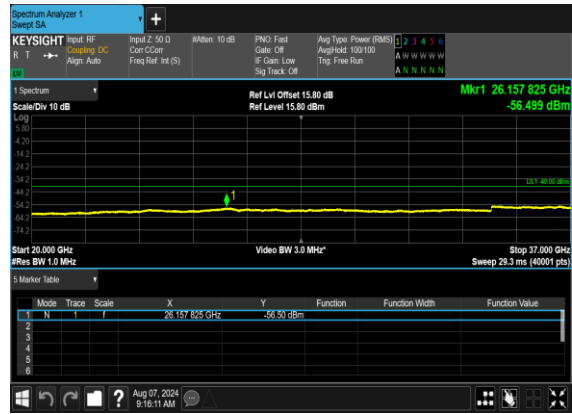 Spectrum Analyzer 1
Swept SA
+
KEYSIGHT Input: RF Input Z: 50 Ω #Atten: 10 dB PNO: Fast Avg Type: Power (RMS) 1 2 3 4 5 6
R T Coupling: DC Corr CCorr Gate: Off Avg|Hold: 100/100 A W W W W W
Align: Auto Freq Ref: Int (S) IF Gain: Low Trig: Free Run
Sig Track: Off A N N N N N
1 Spectrum Ref Lvl Offset 15.80 dB Mkr1 26.157 825 GHz
Scale/Div 10 dB Ref Level 15.80 dBm -56.499 dBm
Log
5.80
-4.20
-14.2
-24.2
-34.2
DL1 -40.00 dBm
-44.2
1
-54.2
-64.2
-74.2
Start 20.000 GHz Video BW 3.0 MHz* Stop 37.000 GHz
#Res BW 1.0 MHz Sweep 29.3 ms (40001 pts)
5 Marker Table
Mode Trace Scale X Y Function Function Width Function Value
1 N 1 f 26.157 825 GHz -56.50 dBm
2
3
4
5
6
? Aug 07, 2024
9:16:11 AM